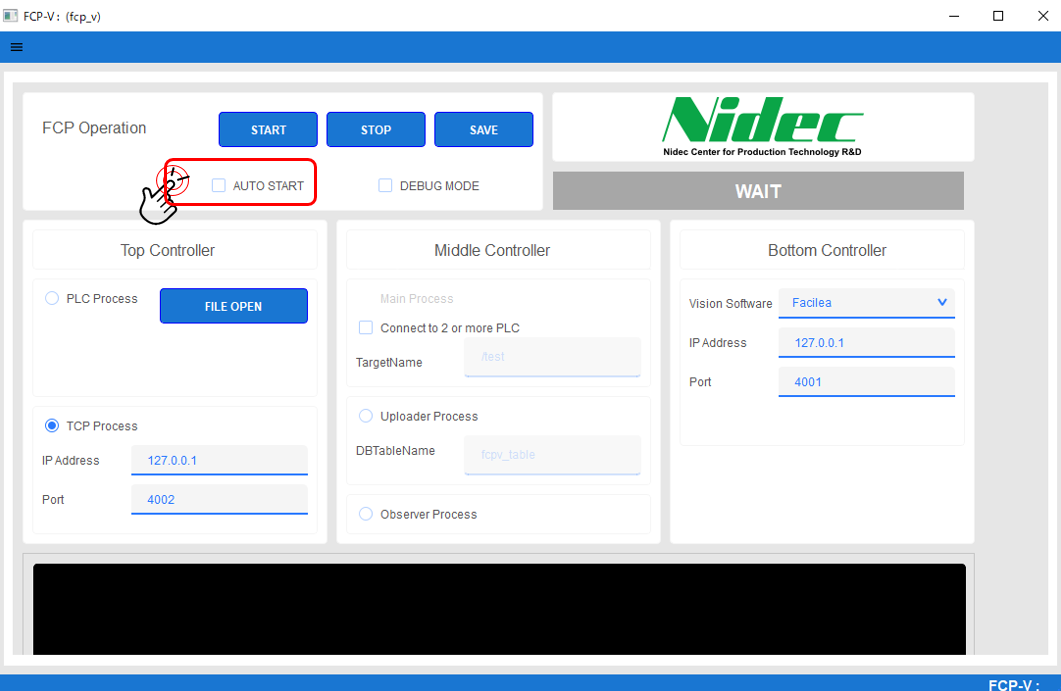 FCP-V : (fcp_v)
FCP Operation
START
STOP
SAVE
AUTO START
DEBUG MODE
Nidec
Nidec Center for Production Technology R&D
WAIT
Top Controller
PLC Process
FILE OPEN
TCP Process
IP Address
127.0.0.1
Port
4002
Middle Controller
Main Process
Connect to 2 or more PLC
TargetName
/test
Uploader Process
DBTableName
fcpv_table
Observer Process
Bottom Controller
Vision Software
Facilea
IP Address
127.0.0.1
Port
4001
FCP-V :